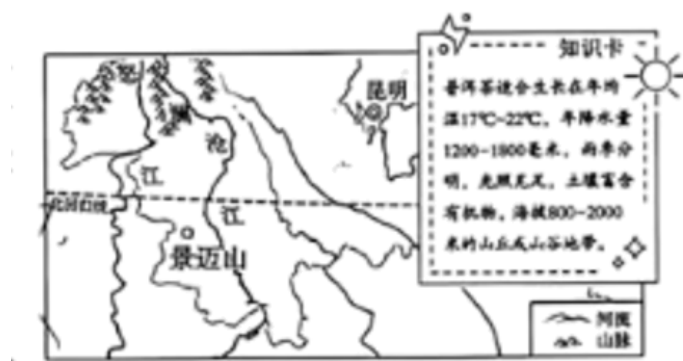 知识卡
普洱茶适合生长在年均
温17℃-22℃，年降水量
1200-1800毫米，雨季分
明，光照充足，土壤富含
有机物，海拔800-2000
米的山丘或山谷地带。
昆明
怒
江
澜
沧
江
北回归线
景迈山
河流
山脉